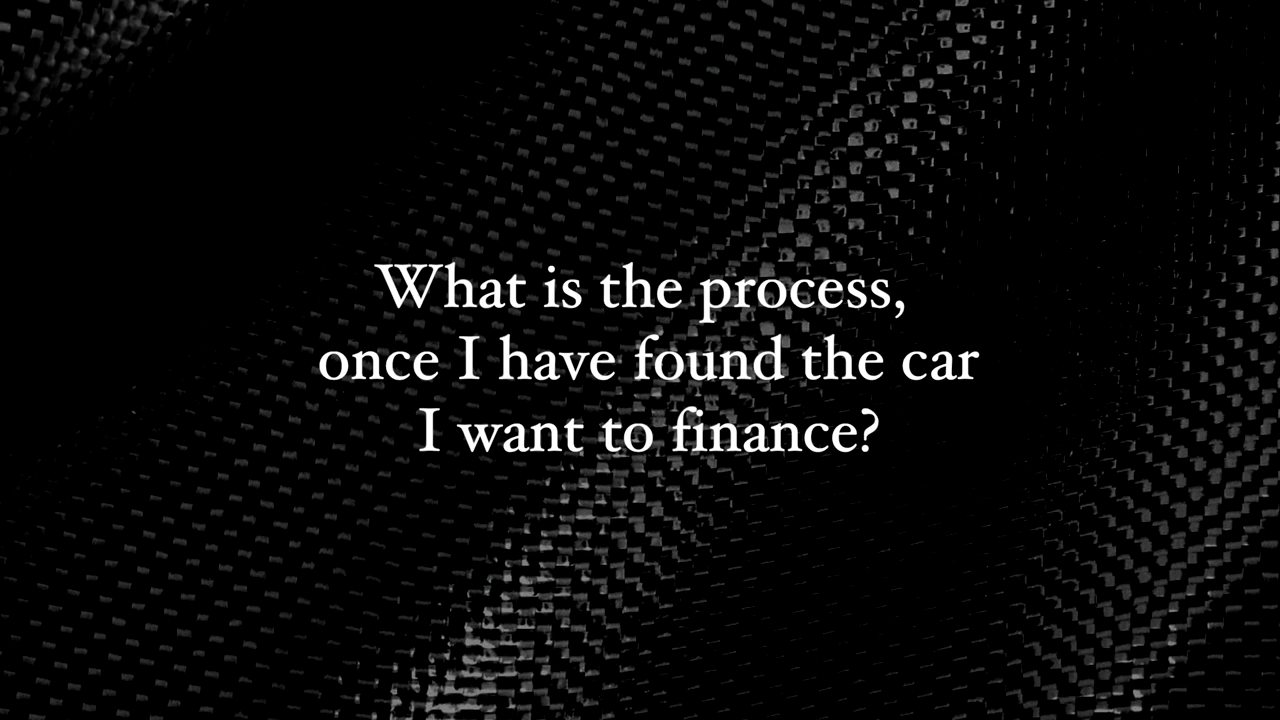 What is the process,
once I have found the car
I want to finance?